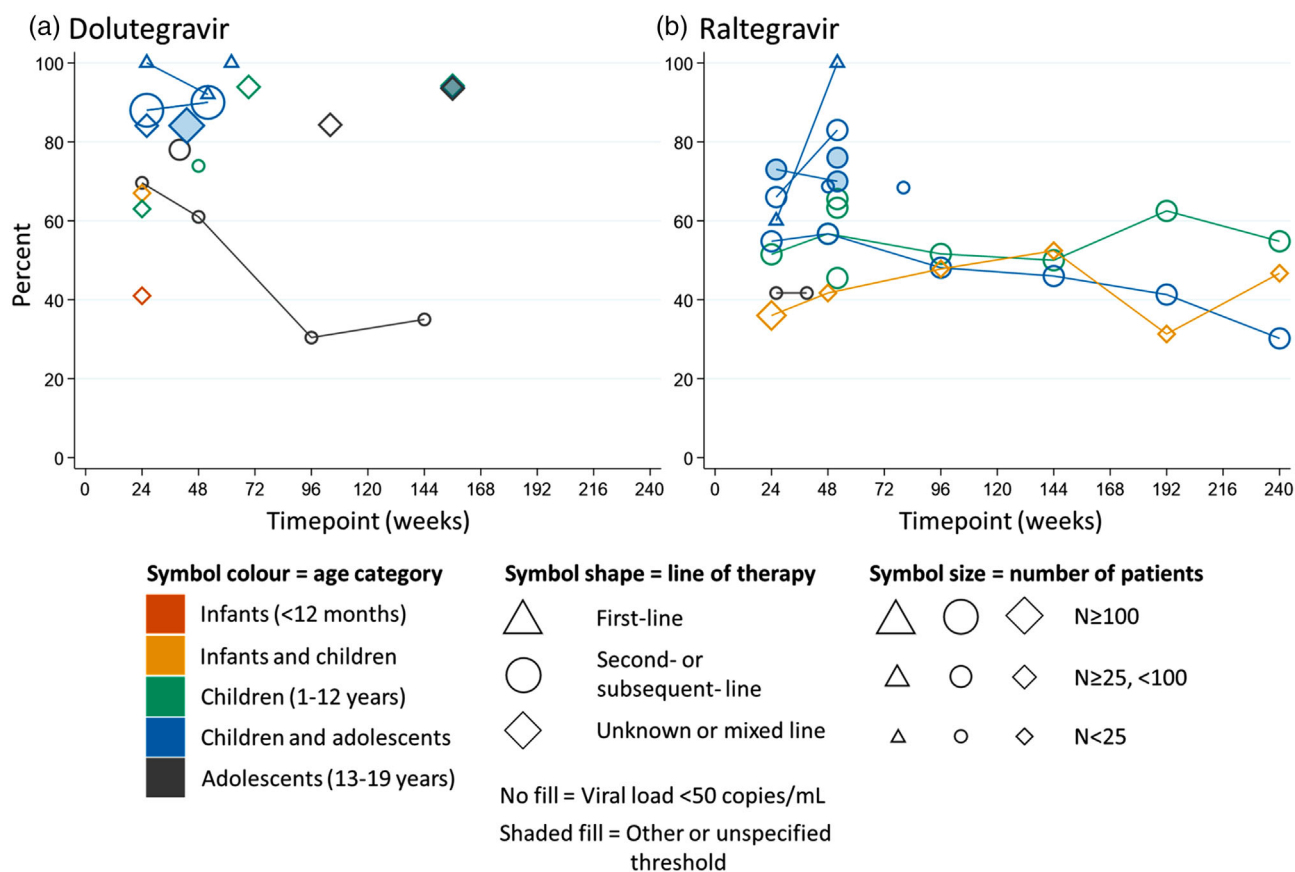 (a) Dolutegravir
(b) Raltegravir
Percent
100
80
60
40
20
0
0 24 48 72 96 120 144 168 192 216 240
Timepoint (weeks)
100
80
60
40
20
0
0 24 48 72 96 120 144 168 192 216 240
Timepoint (weeks)
Symbol colour = age category
Infants (<12 months)
Infants and children
Children (1-12 years)
Children and adolescents
Adolescents (13-19 years)
Symbol shape = line of therapy
First-line
Second- or
subsequent- line
Unknown or mixed line
No fill = Viral load <50 copies/mL
Shaded fill = Other or unspecified
threshold
Symbol size = number of patients
N≥100
N≥25, <100
N<25